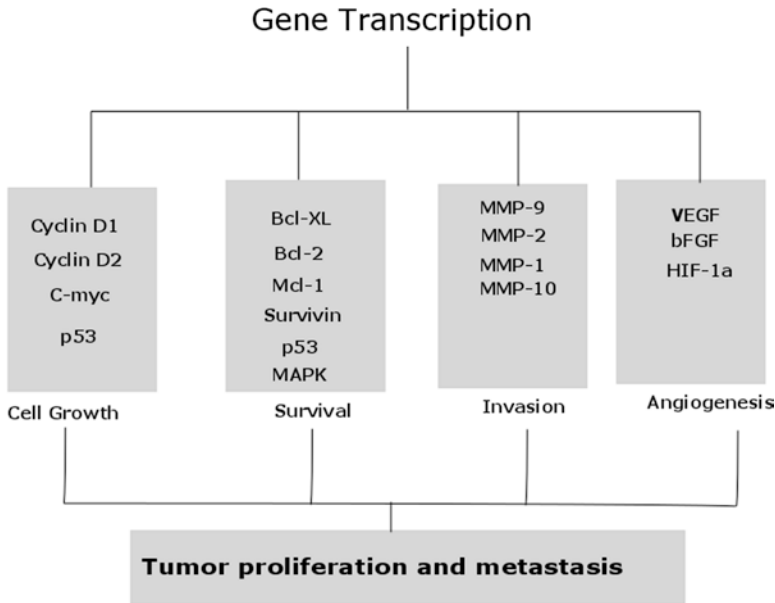 Gene Transcription
Cyclin D1
Cyclin D2
C-myc
p53
Cell Growth
Bcl-XL
Bcl-2
Mcl-1
Survivin
p53
MAPK
Survival
MMP-9
MMP-2
MMP-1
MMP-10
Invasion
VEGF
bFGF
HIF-1a
Angiogenesis
Tumor proliferation and metastasis